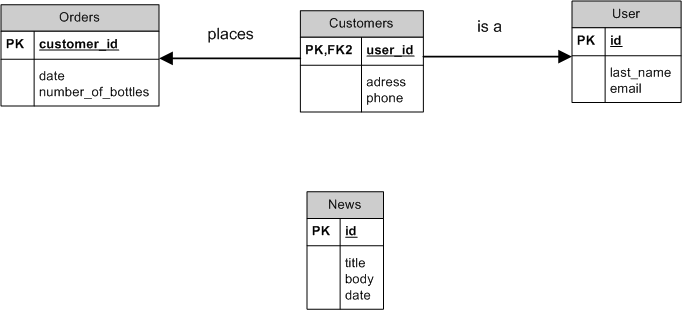 Orders
PK customer_id
date
number_of_bottles
places
Customers
PK,FK2 user_id
adress
phone
is a
User
PK id
last_name
email
News
PK id
title
body
date